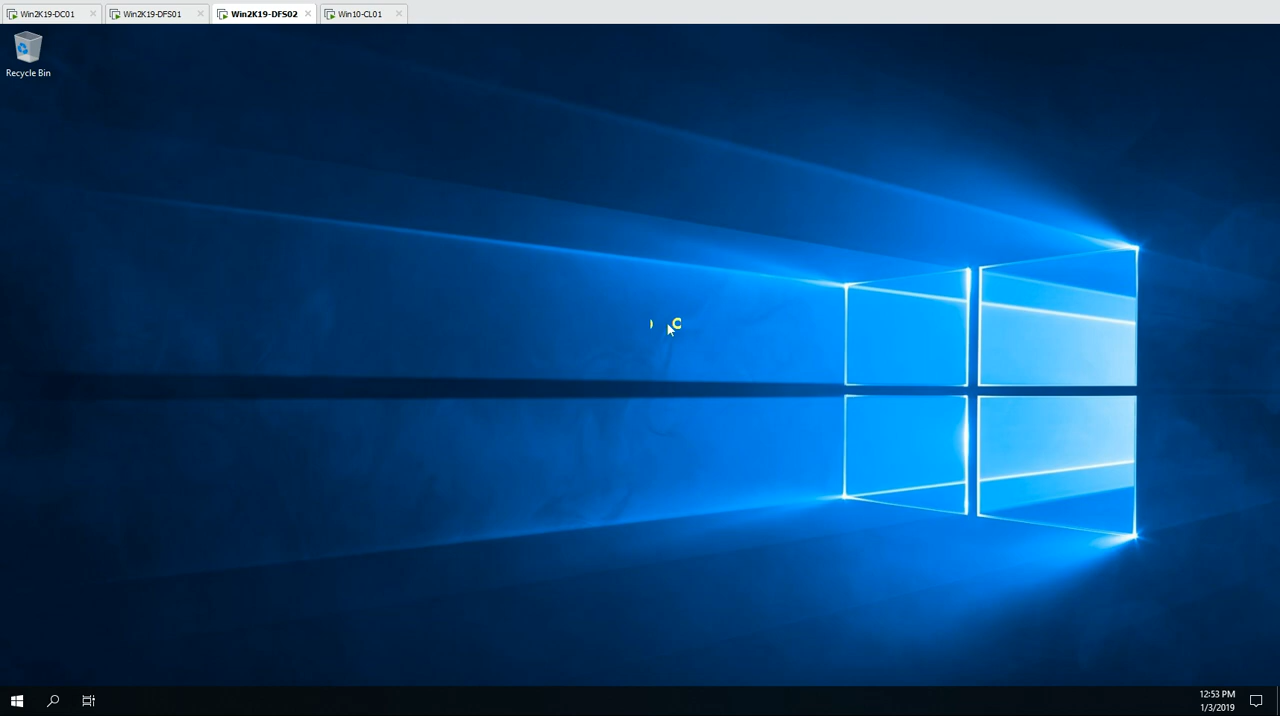 Win2K19-DC01
Win2K19-DFS01
Win2K19-DFS02
Win10-CL01
Recycle Bin
12:53 PM
1/3/2019